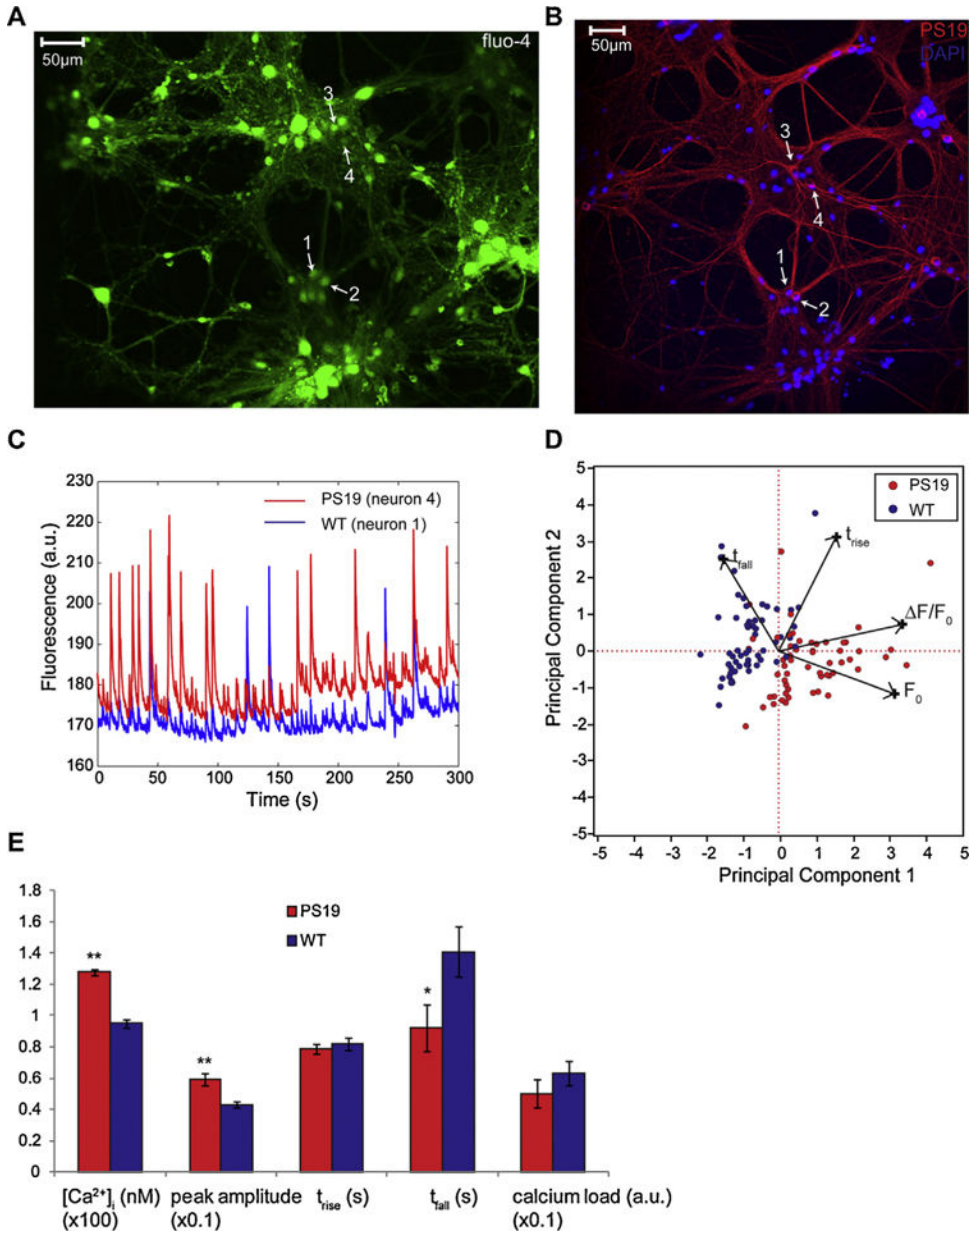 A
B
50μm
fluo-4
3
4
1
2
50μm
PS19
DAPI
3
4
1
2
C
D
230
220
210
200
190
180
170
160
Fluorescence (a.u.)
PS19 (neuron 4)
WT (neuron 1)
0
50
100
150
200
250
300
Time (s)
5
4
3
2
1
0
-1
-2
-3
-4
-5
Principal Component 2
PS19
WT
tfall
trise
ΔF/F0
F0
-5 -4 -3 -2 -1 0 1 2 3 4 5
Principal Component 1
E
1.8
1.6
1.4
1.2
1
0.8
0.6
0.4
0.2
0
PS19
WT
**
**
*
[Ca²⁺]i (nM)
(x100)
peak amplitude
(x0.1)
trise (s)
tfall (s)
calcium load (a.u.)
(x0.1)